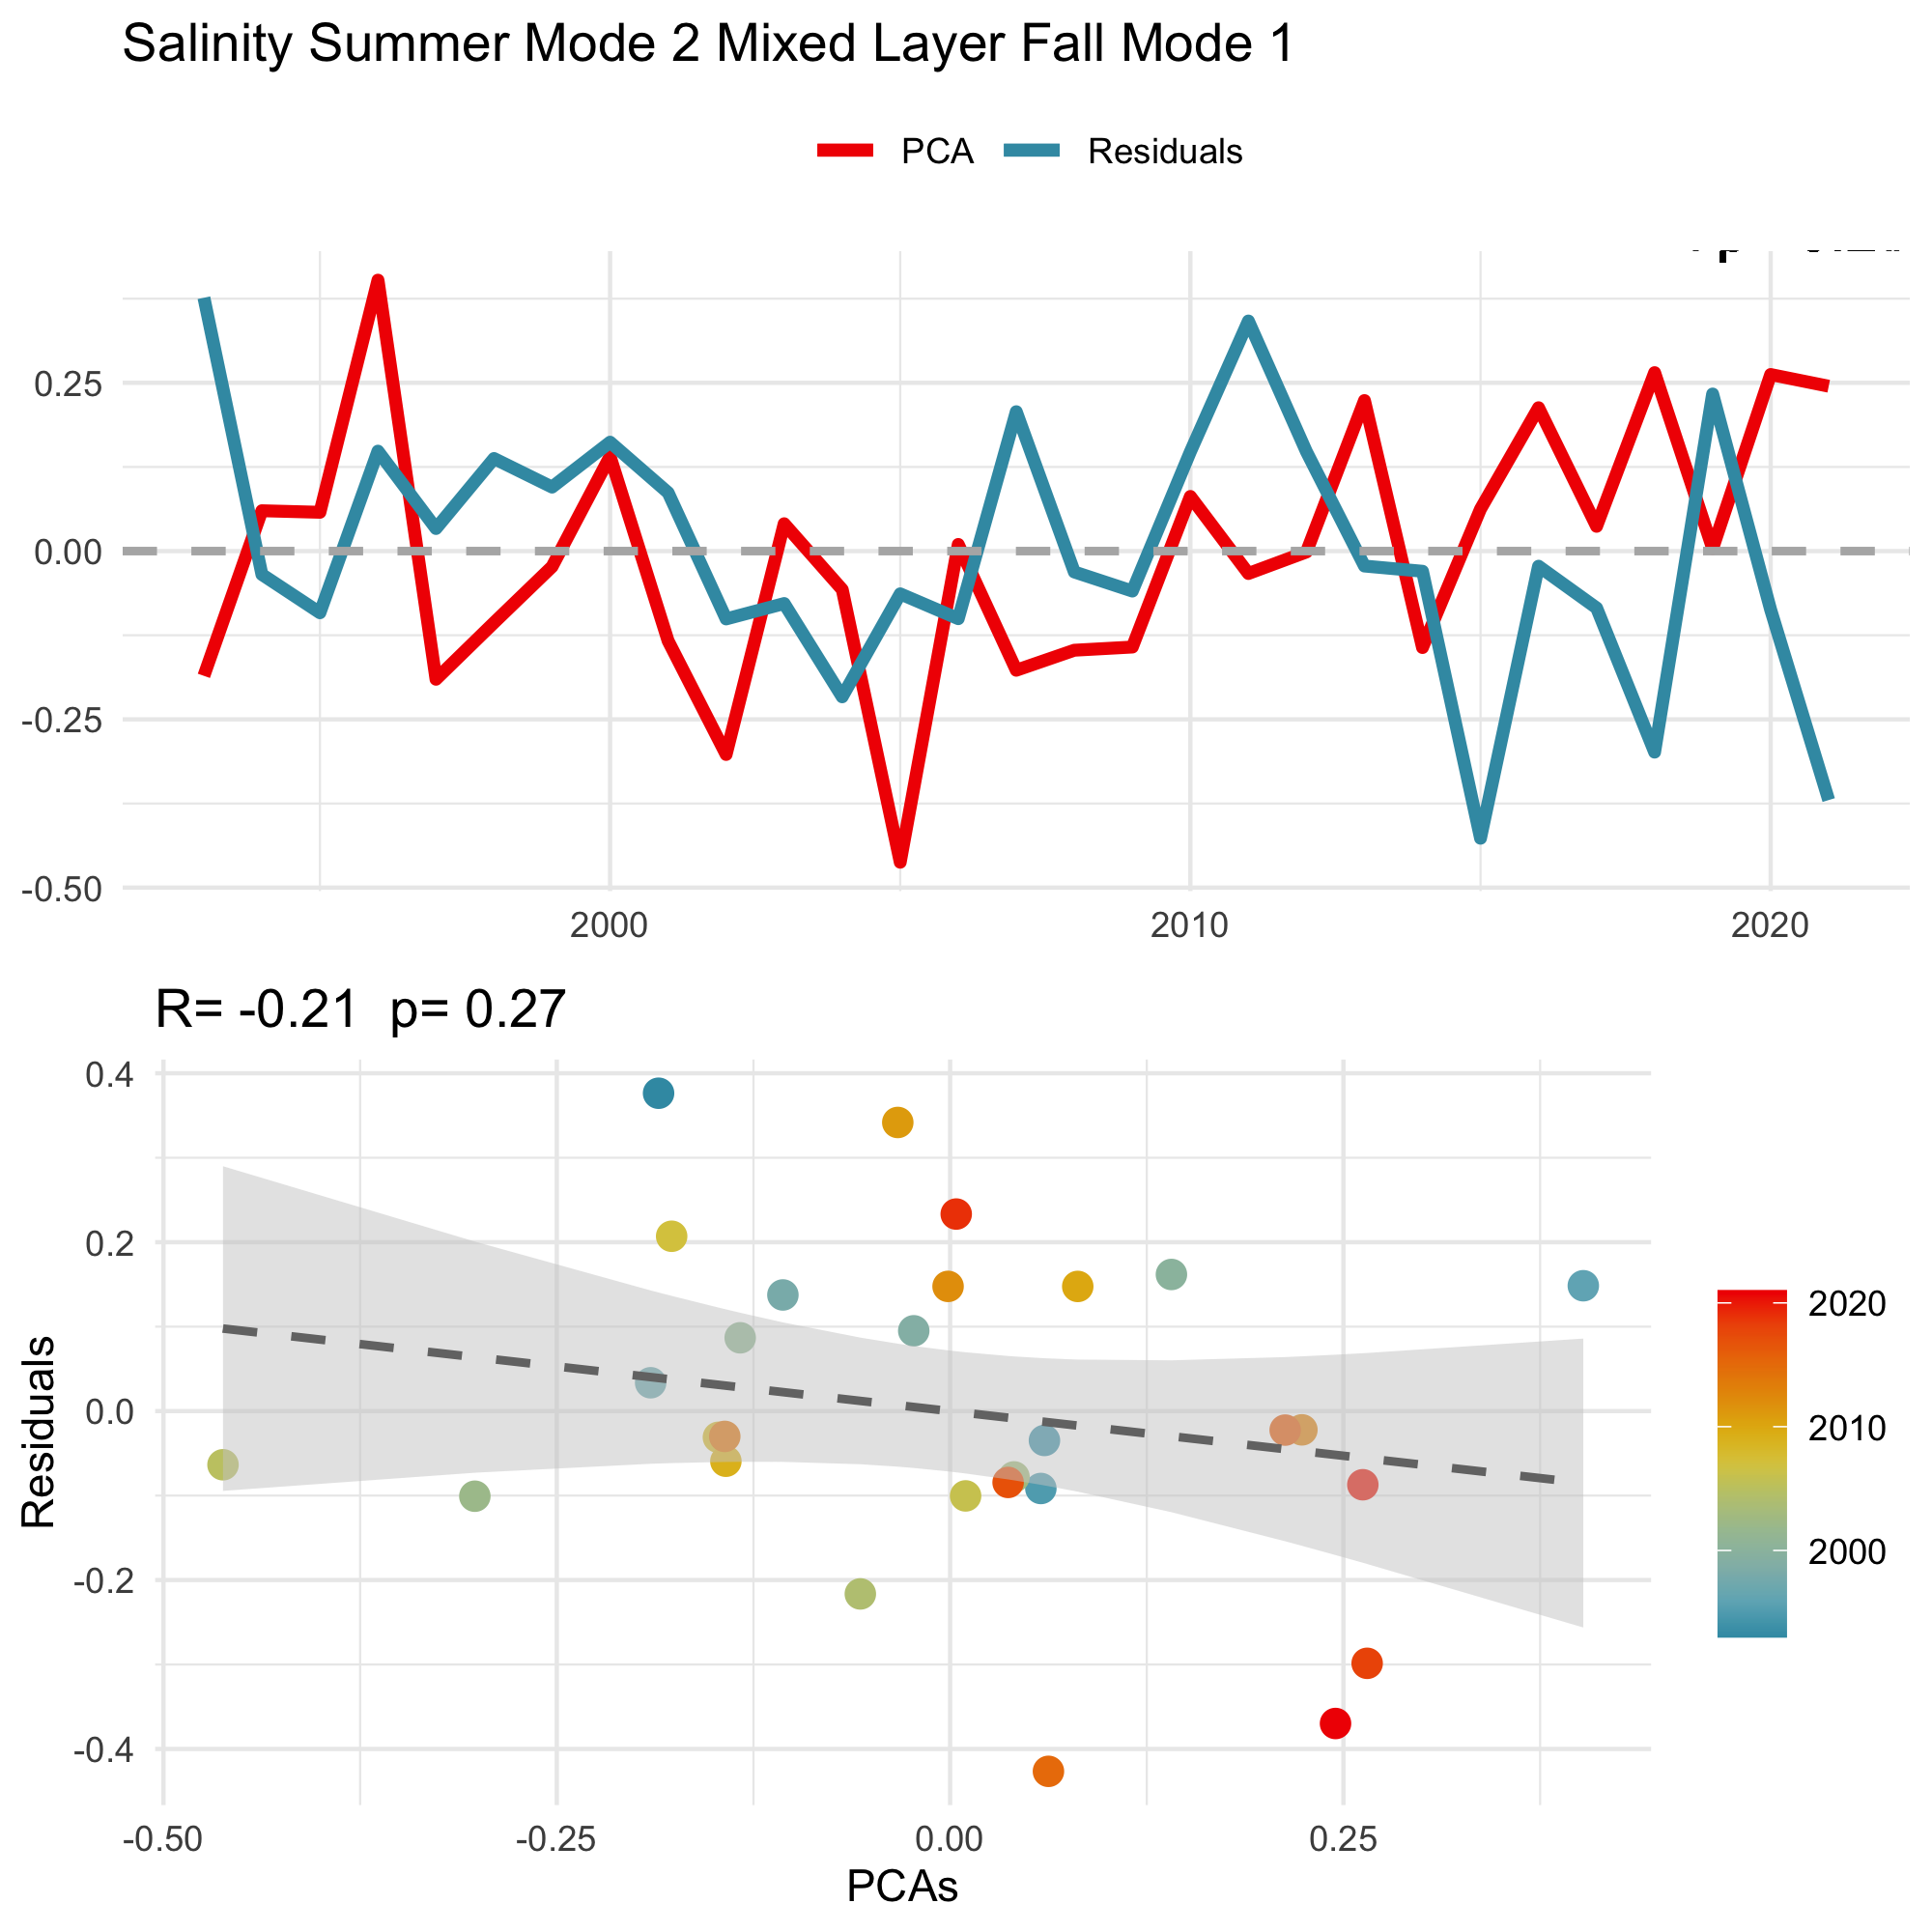 Salinity Summer Mode 2 Mixed Layer Fall Mode 1
PCA Residuals
0.25
0.00
-0.25
-0.50
2000 2010 2020
R= -0.21 p= 0.27
0.4
0.2
0.0
-0.2
-0.4
Residuals
-0.50 -0.25 0.00 0.25
PCAs
2020
2010
2000